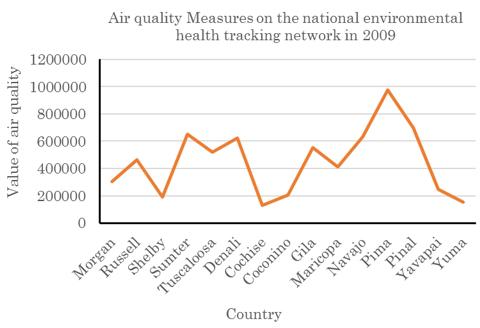 Air quality Measures on the national environmental
health tracking network in 2009
Value of air quality
1200000
1000000
800000
600000
400000
200000
0
Morgan
Russell
Shelby
Sumter
Tuscaloosa
Denali
Cochise
Coconino
Gila
Maricopa
Navajo
Pima
Pinal
Yavapai
Yuma
Country